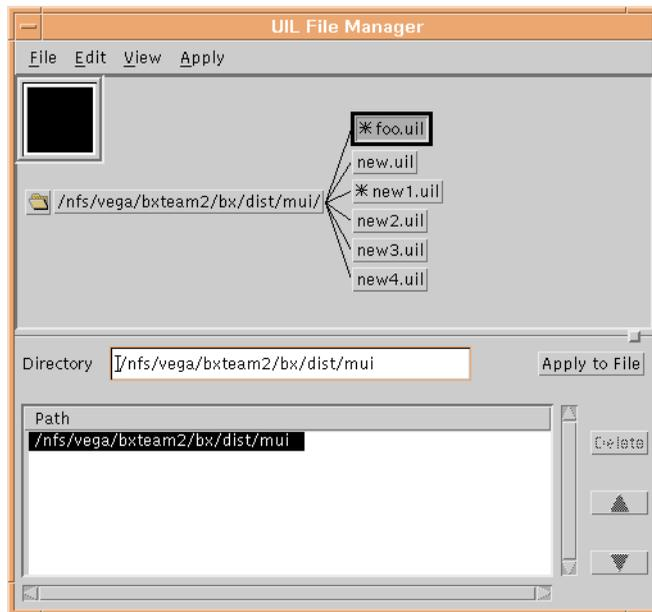 UIL File Manager
File Edit View Apply
* foo.uil
new.uil
/nfs/vega/bxteam2/bx/dist/mui/
* new1.uil
new2.uil
new3.uil
new4.uil
Directory /nfs/vega/bxteam2/bx/dist/mui Apply to File
Path
/nfs/vega/bxteam2/bx/dist/mui
Delete